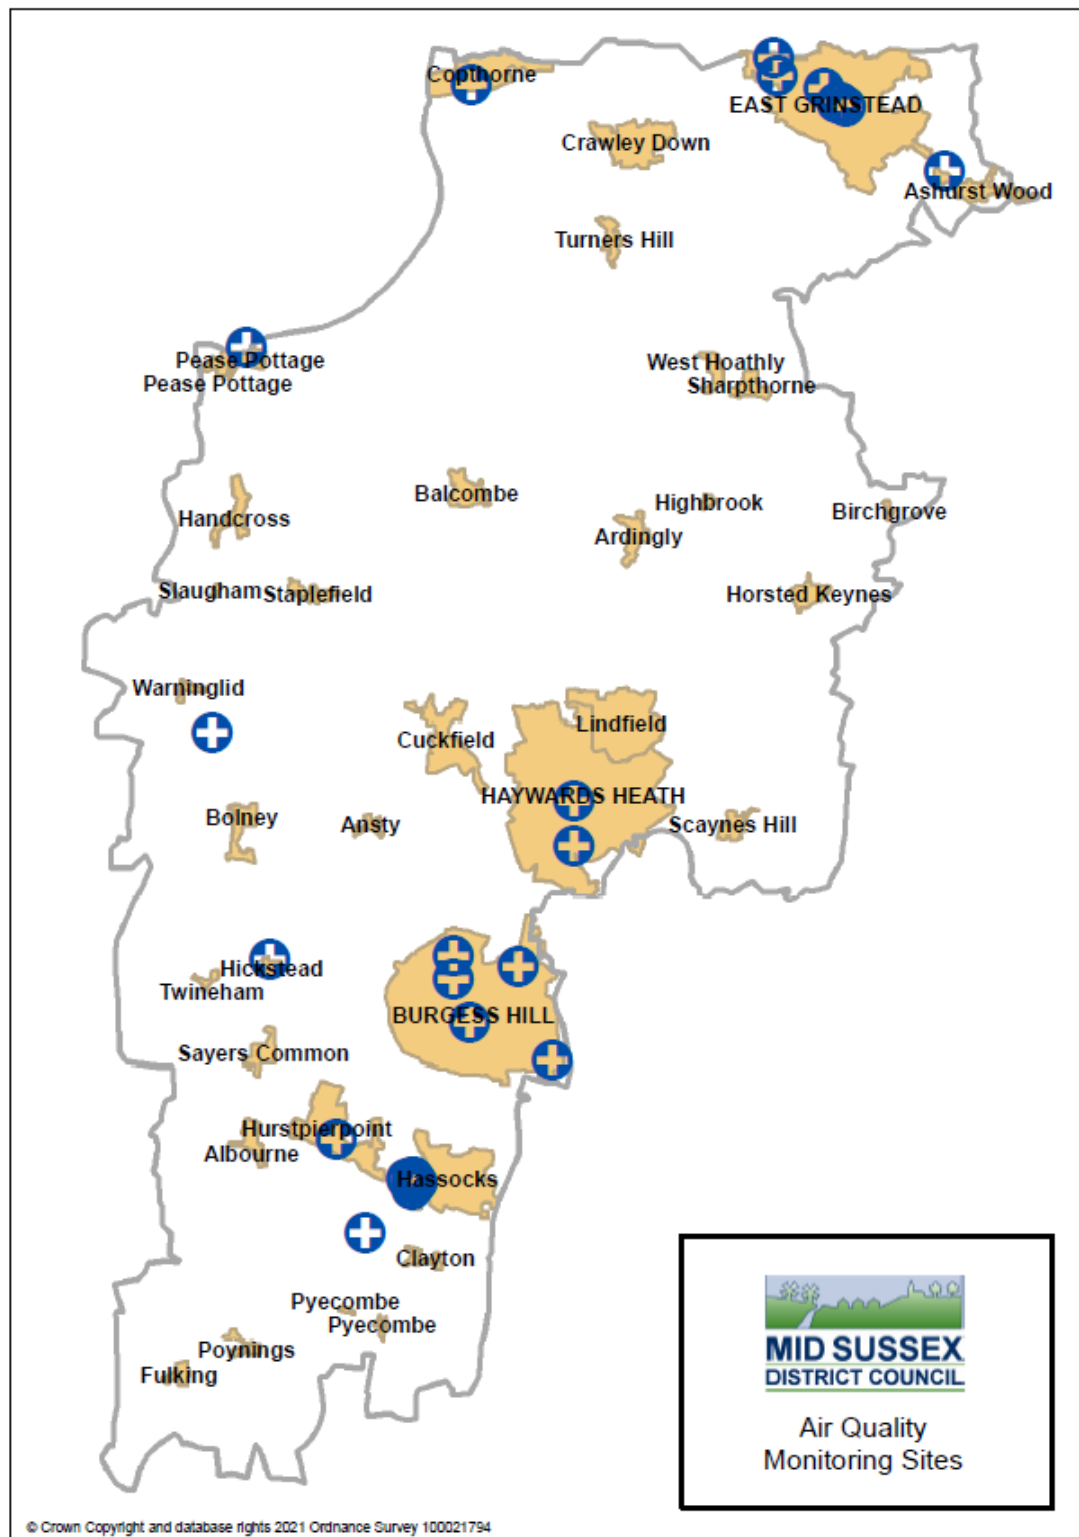 Copthorne
EAST GRINSTEAD
Crawley Down
Ashurst Wood
Turners Hill
Pease Pottage
Pease Pottage
West Hoathly
Sharpthorne
Balcombe
Highbrook
Birchgrove
Handcross
Ardingly
Slaugham
Staplefield
Horsted Keynes
Warninglid
Cuckfield
Lindfield
HAYWARDS HEATH
Bolney
Ansty
Scaynes Hill
Hickstead
Twineham
BURGESS HILL
Sayers Common
Hurstpierpoint
Albourne
Hassocks
Clayton
Pyecombe
Pyecombe
Poynings
Fulking
MID SUSSEX
DISTRICT COUNCIL
Air Quality
Monitoring Sites
© Crown Copyright and database rights 2021 Ordnance Survey 100021794